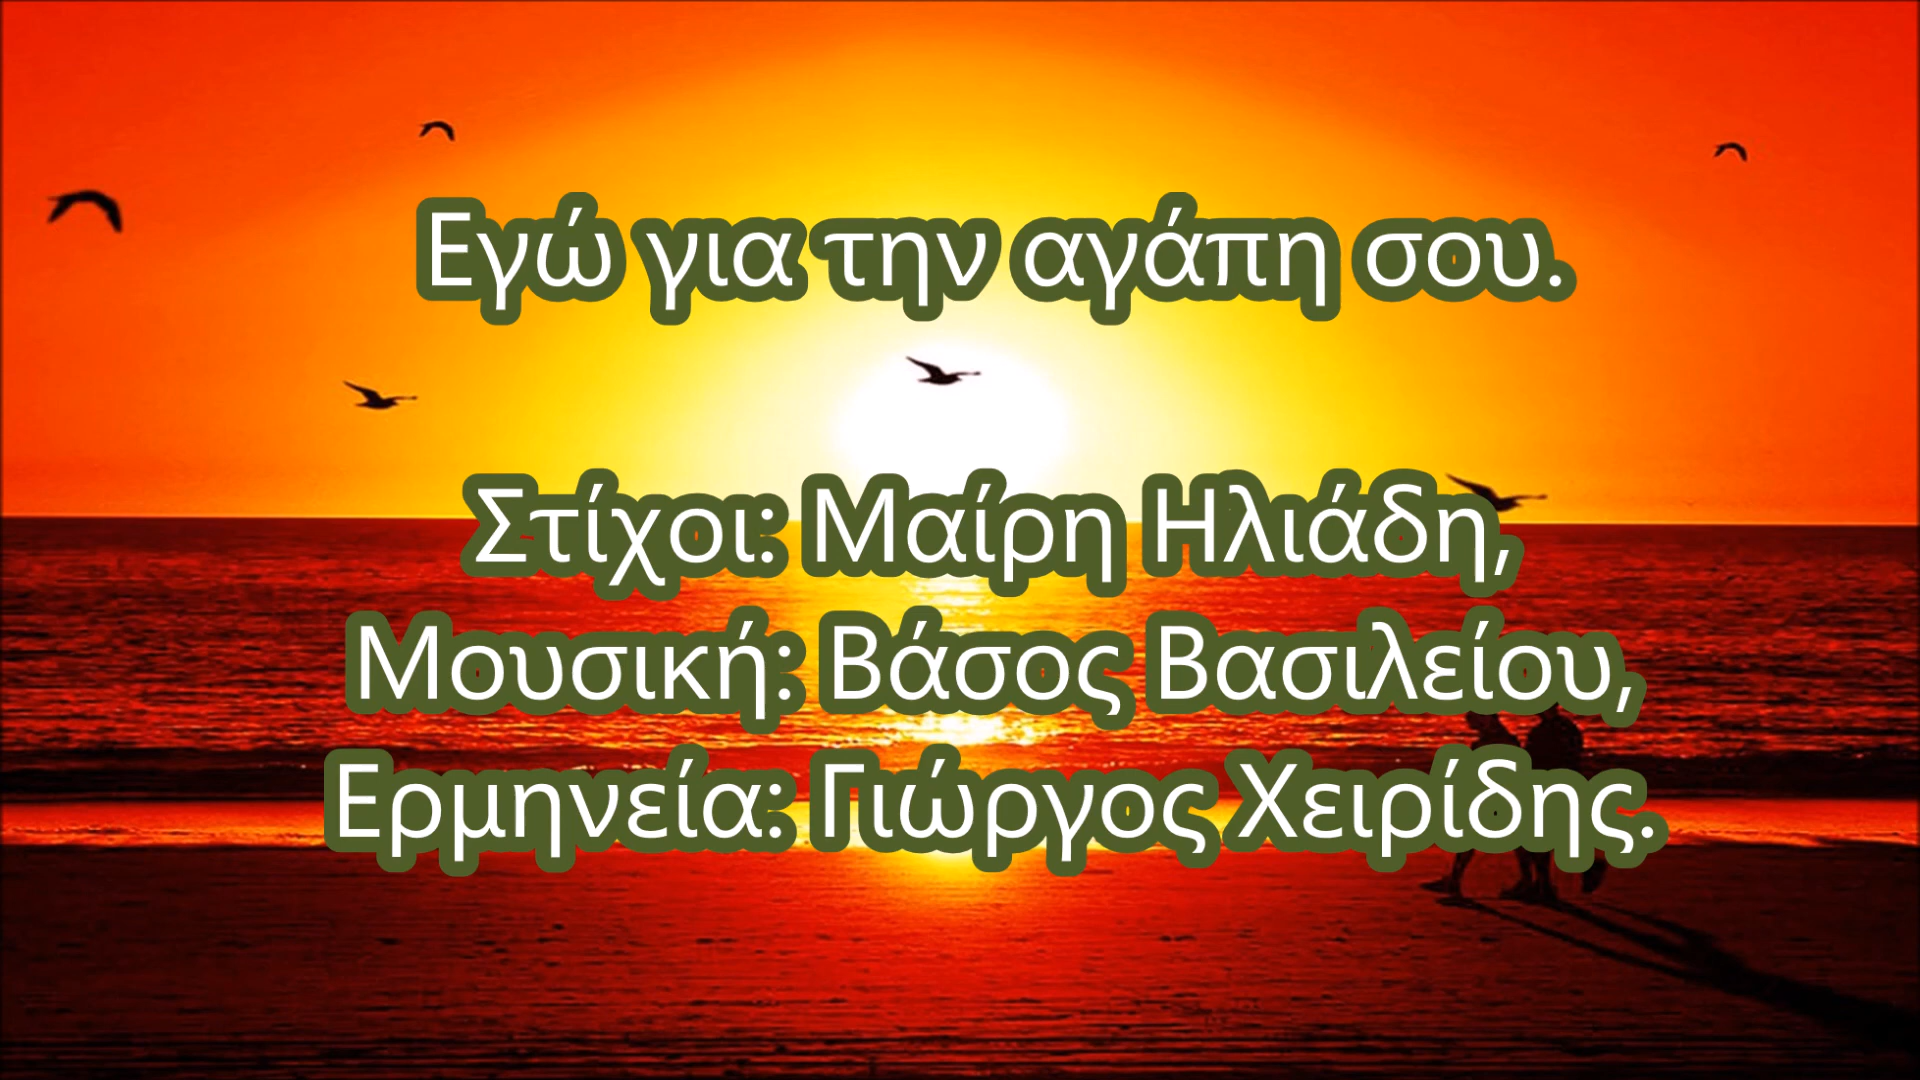 Εγώ για την αγάπη σου.
Στίχοι: Μαίρη Ηλιάδη,
Μουσική: Βάσος Βασιλείου,
Ερμηνεία: Γιώργος Χειρίδης.